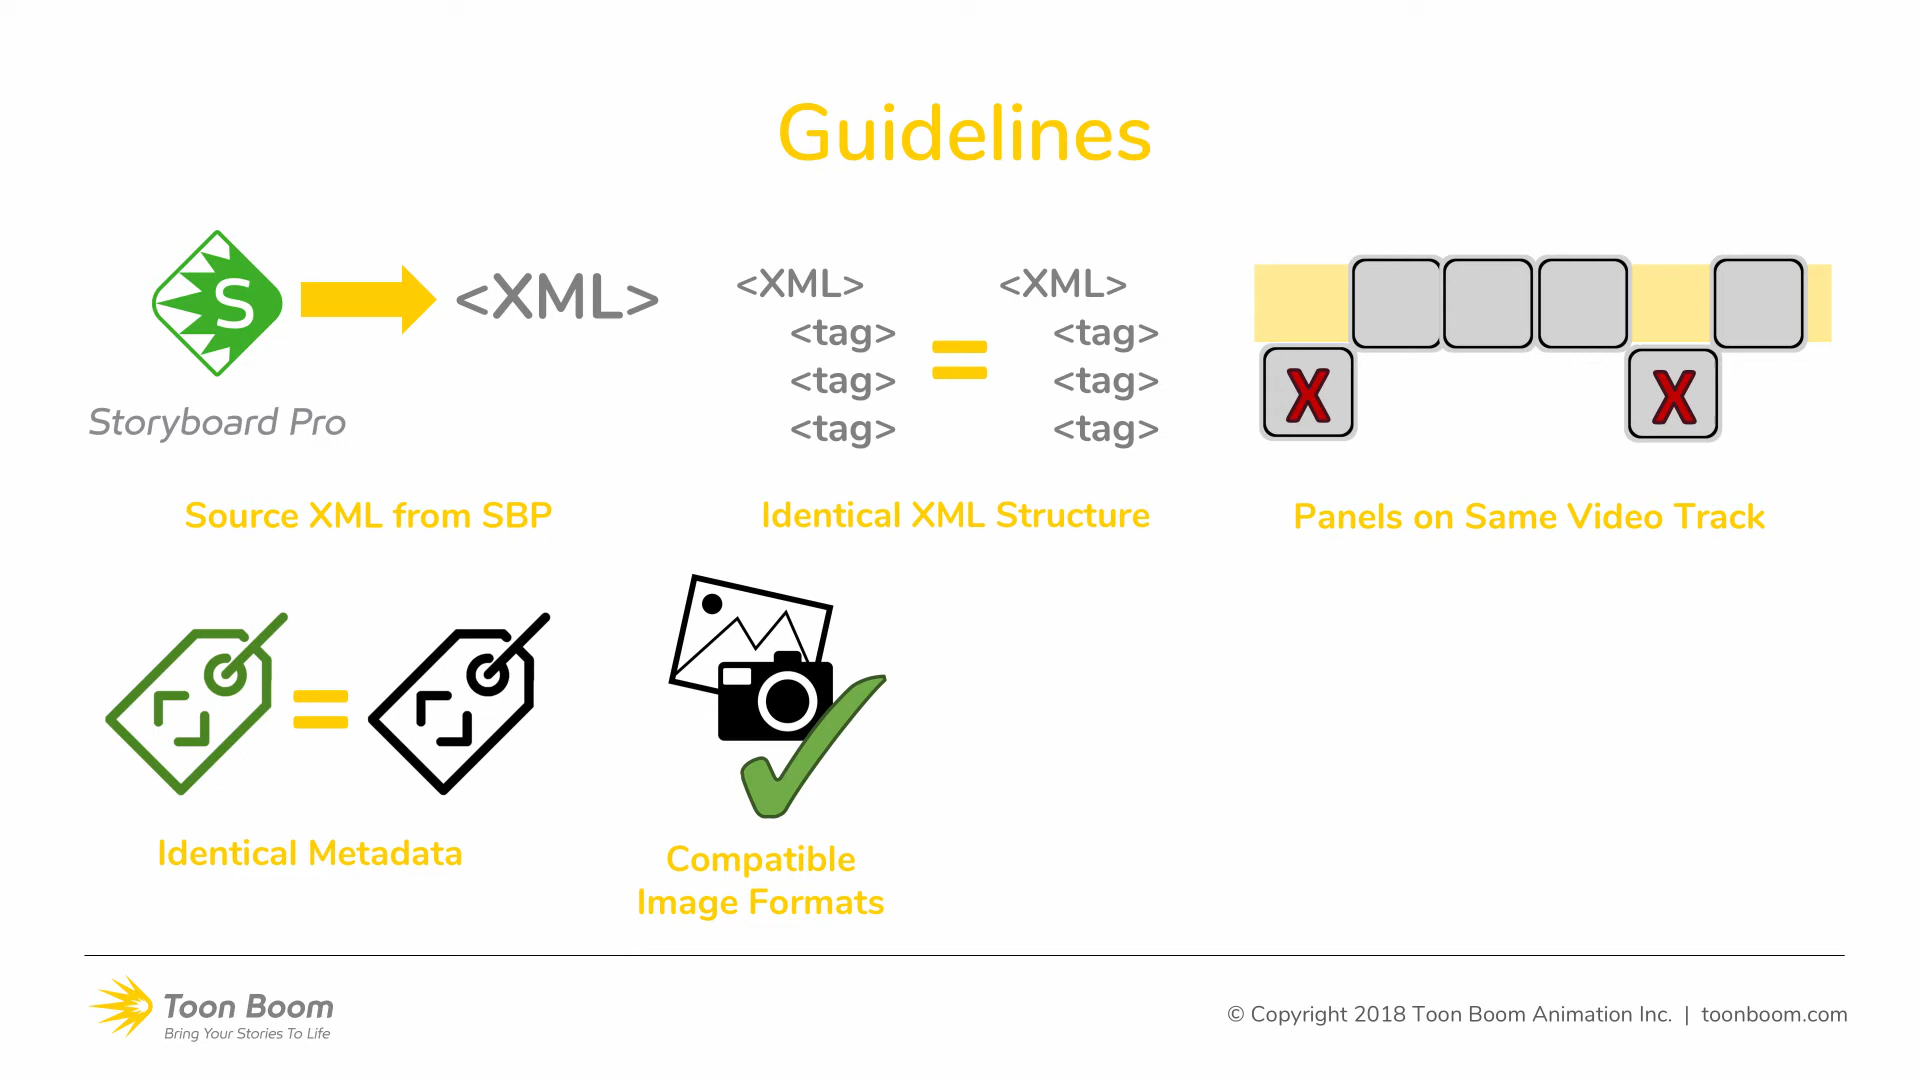 Guidelines
S
Storyboard Pro
<XML>
Source XML from SBP
<XML>
<tag>
<tag>
<tag>
=
<XML>
<tag>
<tag>
<tag>
Identical XML Structure
X
X
Panels on Same Video Track
=
Identical Metadata
Compatible
Image Formats
Toon Boom
Bring Your Stories To Life
© Copyright 2018 Toon Boom Animation Inc. | toonboom.com